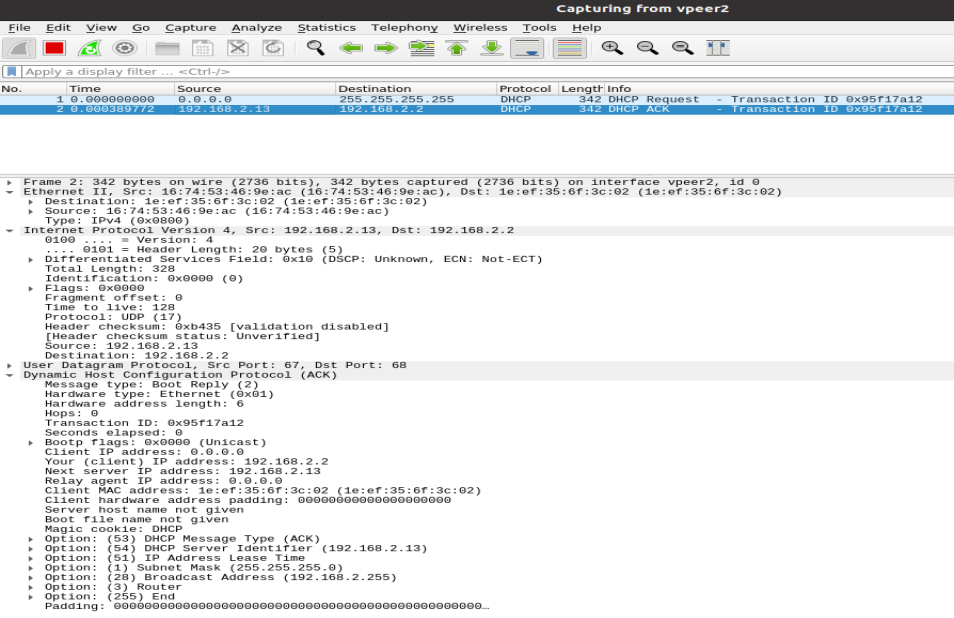 Capturing from vpeer2
File Edit View Go Capture Analyze Statistics Telephony Wireless Tools Help
Apply a display filter ... <Ctrl-/>
No. Time Source Destination Protocol Length Info
1 0.000000000 0.0.0.0 255.255.255.255 DHCP 342 DHCP Request - Transaction ID 0x95f17a12
2 0.000389772 192.168.2.13 192.168.2.2 DHCP 342 DHCP ACK - Transaction ID 0x95f17a12
Frame 2: 342 bytes on wire (2736 bits), 342 bytes captured (2736 bits) on interface vpeer2, id 0
Ethernet II, Src: 16:74:53:46:9e:ac (16:74:53:46:9e:ac), Dst: 1e:ef:35:6f:3c:02 (1e:ef:35:6f:3c:02)
Destination: 1e:ef:35:6f:3c:02 (1e:ef:35:6f:3c:02)
Source: 16:74:53:46:9e:ac (16:74:53:46:9e:ac)
Type: IPv4 (0x0800)
Internet Protocol Version 4, Src: 192.168.2.13, Dst: 192.168.2.2
0100 .... = Version: 4
.... 0101 = Header Length: 20 bytes (5)
Differentiated Services Field: 0x10 (DSCP: Unknown, ECN: Not-ECT)
Total Length: 328
Identification: 0x0000 (0)
Flags: 0x0000
Fragment offset: 0
Time to live: 128
Protocol: UDP (17)
Header checksum: 0xb435 [validation disabled]
[Header checksum status: Unverified]
Source: 192.168.2.13
Destination: 192.168.2.2
User Datagram Protocol, Src Port: 67, Dst Port: 68
Dynamic Host Configuration Protocol (ACK)
Message type: Boot Reply (2)
Hardware type: Ethernet (0x01)
Hardware address length: 6
Hops: 0
Transaction ID: 0x95f17a12
Seconds elapsed: 0
Bootp flags: 0x0000 (Unicast)
Client IP address: 0.0.0.0
Your (client) IP address: 192.168.2.2
Next server IP address: 192.168.2.13
Relay agent IP address: 0.0.0.0
Client MAC address: 1e:ef:35:6f:3c:02 (1e:ef:35:6f:3c:02)
Client hardware address padding: 00000000000000000000
Server host name not given
Boot file name not given
Magic cookie: DHCP
Option: (53) DHCP Message Type (ACK)
Option: (54) DHCP Server Identifier (192.168.2.13)
Option: (51) IP Address Lease Time
Option: (1) Subnet Mask (255.255.255.0)
Option: (28) Broadcast Address (192.168.2.255)
Option: (3) Router
Option: (255) End
Padding: 000000000000000000000000000000000000000000000000…